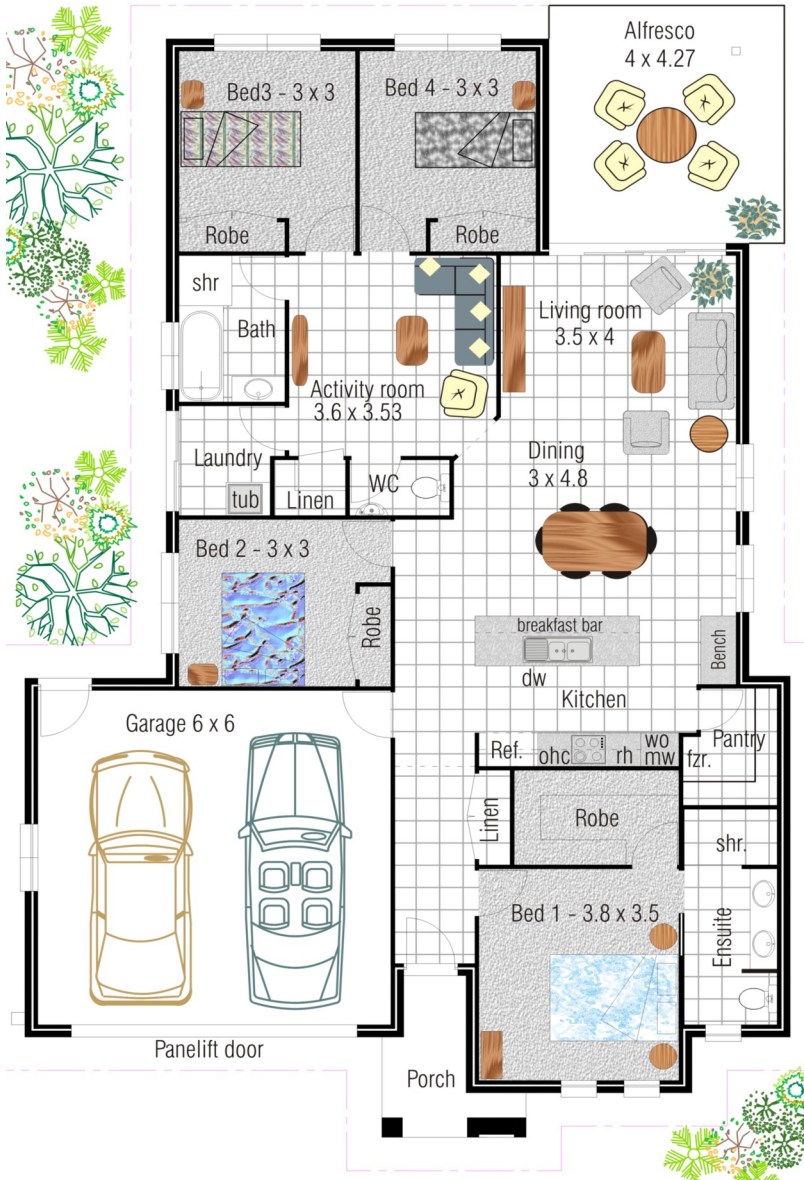 Alfresco
4 x 4.27
Bed3 - 3 x 3
Bed 4 - 3 x 3
Robe
Robe
shr
Bath
Living room
3.5 x 4
Activity room
3.6 x 3.53
Laundry
tub
Linen
WC
Dining
3 x 4.8
Bed 2 - 3 x 3
Robe
breakfast bar
dw
Bench
Kitchen
Garage 6 x 6
Ref.
ohc
rh
wo
mw
Pantry
fzr.
Linen
Robe
shr.
Bed 1 - 3.8 x 3.5
Ensuite
Panelift door
Porch